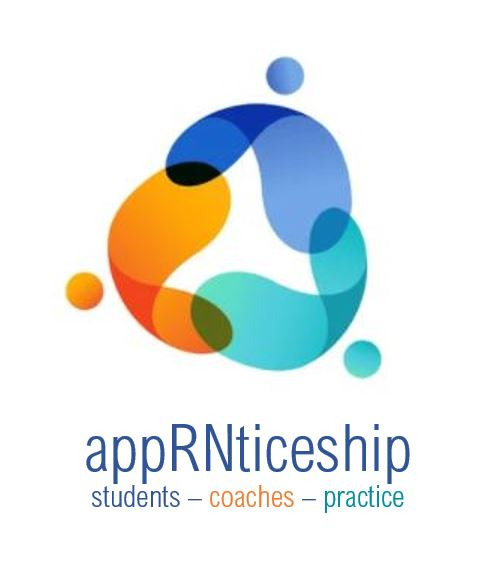 appRNticeship
students – coaches – practice